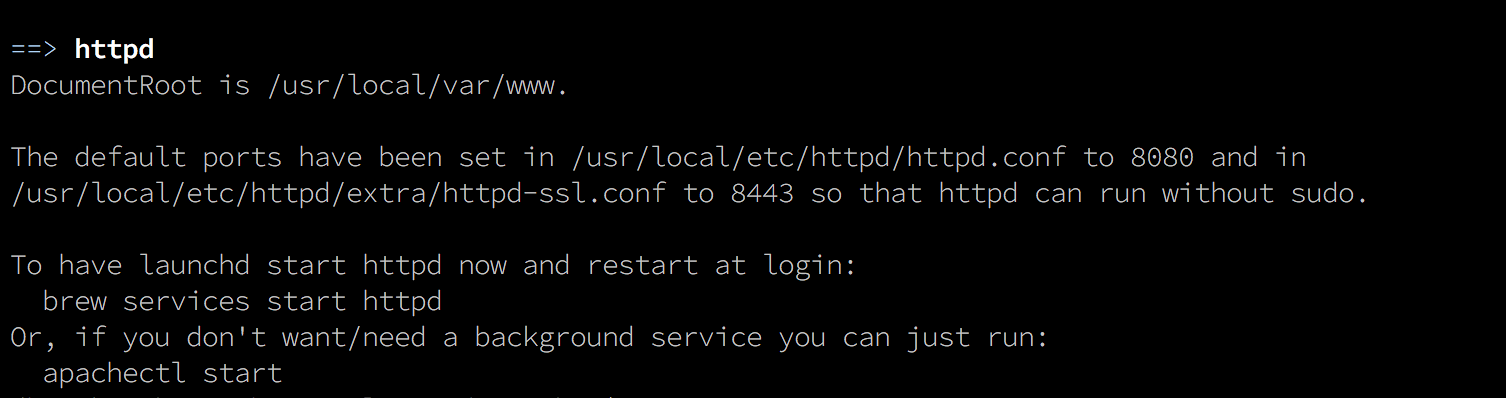 ==> httpd
DocumentRoot is /usr/local/var/www.
The default ports have been set in /usr/local/etc/httpd/httpd.conf to 8080 and in
/usr/local/etc/httpd/extra/httpd-ssl.conf to 8443 so that httpd can run without sudo.
To have launchd start httpd now and restart at login:
  brew services start httpd
Or, if you don't want/need a background service you can just run:
  apachectl start